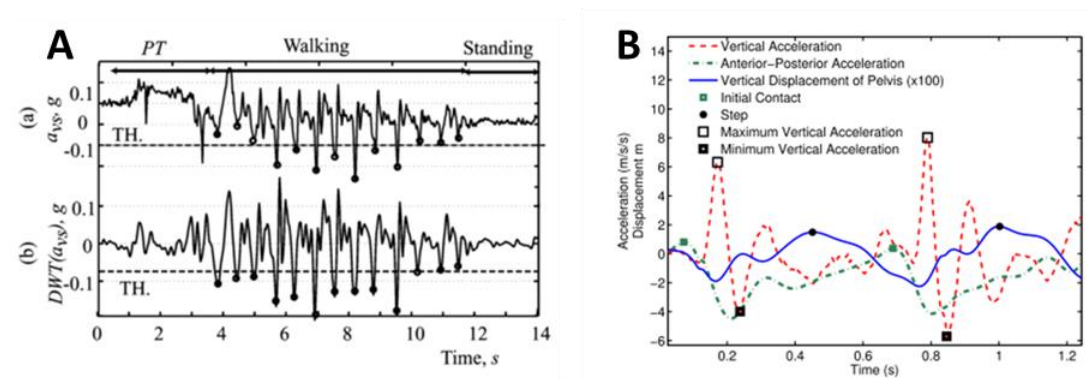 A
PT Walking Standing
(a)
a_vs, g
0.1
0
-0.1
TH.
(b)
DWT(a_vs), g
0.1
0
-0.1
TH.
0 2 4 6 8 10 12 14
Time, s
B
14
12
10
8
6
4
2
0
−2
−4
−6
Acceleration (m/s/s)
Displacement m
Vertical Acceleration
Anterior−Posterior Acceleration
Vertical Displacement of Pelvis (x100)
Initial Contact
Step
Maximum Vertical Acceleration
Minimum Vertical Acceleration
0.2 0.4 0.6 0.8 1 1.2
Time (s)